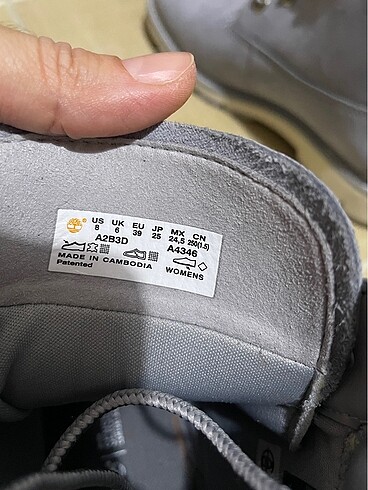 US UK EU JP MX CN
8 6 39 25 24,5 250(1.5)
A2B3D A4346
MADE IN CAMBODIA WOMENS
Patented